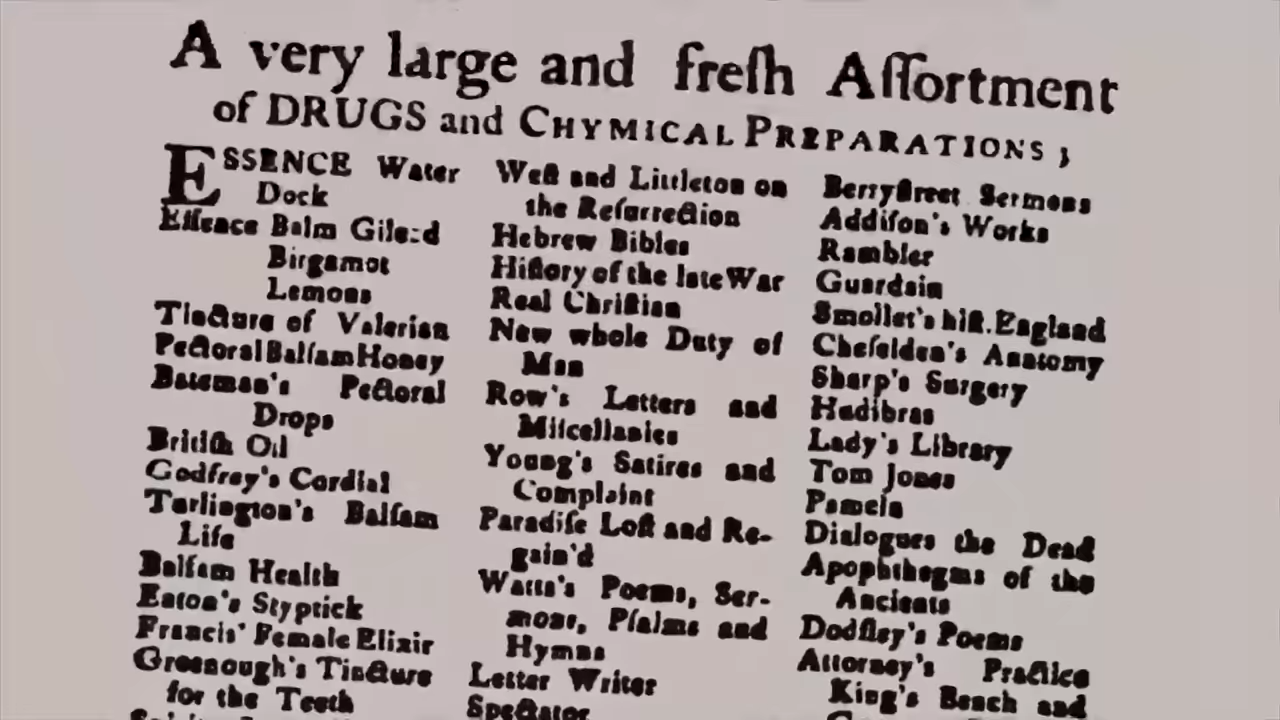 A very large and freſh Aſſortment
of DRUGS and CHYMICAL PREPARATIONS;
ESSENCE Water
Dock
Eſſence Balm Gilead
Birgamot
Lemons
Tincture of Valerian
Pectoral Balſam Honey
Bateman's Pectoral
Drops
Britiſh Oil
Godfrey's Cordial
Turlington's Balſam
Life
Balſam Health
Eaton's Styptick
Francis' Female Elixir
Greenough's Tincture
for the Teeth
Weſt and Littleton on
the Reſurrection
Hebrew Bibles
Hiſtory of the late War
Real Chriſtian
New whole Duty of
Man
Row's Letters and
Miſcellanies
Young's Satires and
Complaint
Paradiſe Loſt and Re-
gain'd
Watts's Poems, Ser-
mons, Pſalms and
Hymns
Letter Writer
Spectator
Berryſtreet Sermons
Addiſon's Works
Rambler
Guardain
Smollet's hiſt. England
Cheſelden's Anatomy
Sharp's Surgery
Hudibras
Lady's Library
Tom Jones
Pamela
Dialogues the Dead
Apophthegms of the
Ancients
Dodſley's Poems
Attorney's Practice
King's Bench and